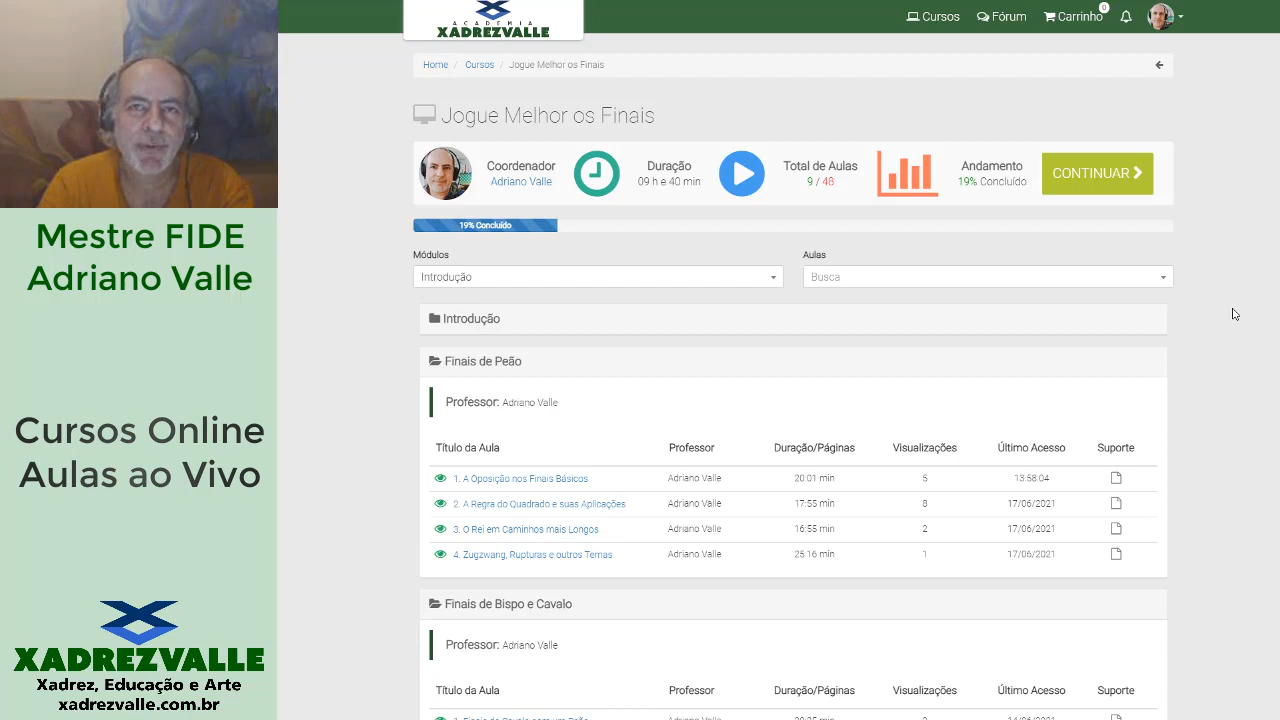 Mestre FIDE
Adriano Valle
Cursos Online
Aulas ao Vivo
XADREZVALLE
Xadrez, Educação e Arte
xadrezvalle.com.br
ACADEMIA
XADREZVALLE
Cursos Fórum Carrinho 0
Home / Cursos / Jogue Melhor os Finais
Jogue Melhor os Finais
Coordenador
Adriano Valle
Duração
09 h e 40 min
Total de Aulas
9 / 48
Andamento
19% Concluído
CONTINUAR
19% Concluído
Módulos
Introdução
Aulas
Busca
Introdução
Finais de Peão
Professor: Adriano Valle
Título da Aula Professor Duração/Páginas Visualizações Último Acesso Suporte
1. A Oposição nos Finais Básicos Adriano Valle 20:01 min 5 13:58:04
2. A Regra do Quadrado e suas Aplicações Adriano Valle 17:55 min 8 17/06/2021
3. O Rei em Caminhos mais Longos Adriano Valle 16:55 min 2 17/06/2021
4. Zugzwang, Rupturas e outros Temas Adriano Valle 25:16 min 1 17/06/2021
Finais de Bispo e Cavalo
Professor: Adriano Valle
Título da Aula Professor Duração/Páginas Visualizações Último Acesso Suporte